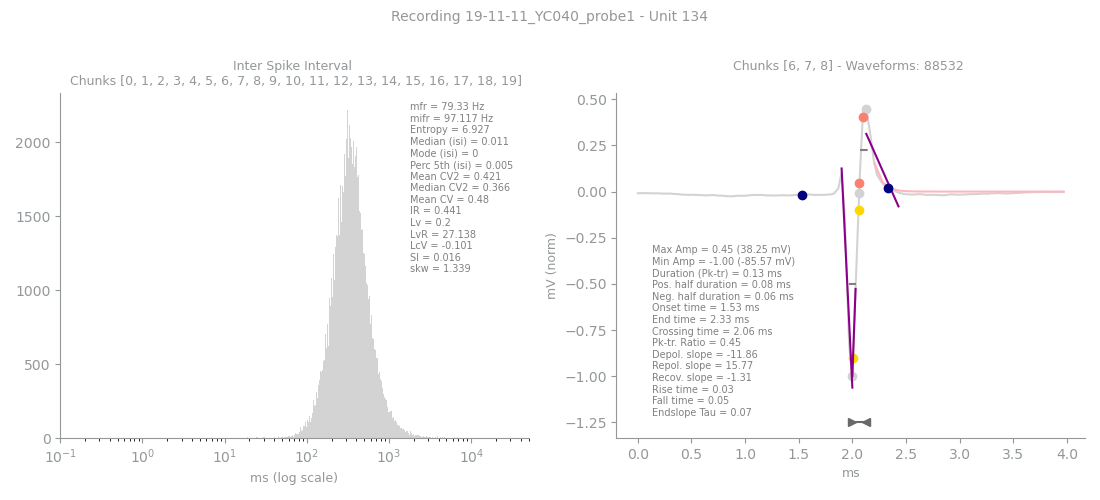 Recording 19-11-11_YC040_probe1 - Unit 134
Inter Spike Interval
Chunks [0, 1, 2, 3, 4, 5, 6, 7, 8, 9, 10, 11, 12, 13, 14, 15, 16, 17, 18, 19]
mfr = 79.33 Hz
mifr = 97.117 Hz
Entropy = 6.927
Median (isi) = 0.011
Mode (isi) = 0
Perc 5th (isi) = 0.005
Mean CV2 = 0.421
Median CV2 = 0.366
Mean CV = 0.48
IR = 0.441
Lv = 0.2
LvR = 27.138
LcV = -0.101
SI = 0.016
skw = 1.339
2000
1500
1000
500
0
10⁻¹ 10⁰ 10¹ 10² 10³ 10⁴
ms (log scale)
Chunks [6, 7, 8] - Waveforms: 88532
mV (norm)
0.50
0.25
0.00
−0.25
−0.50
−0.75
−1.00
−1.25
Max Amp = 0.45 (38.25 mV)
Min Amp = -1.00 (-85.57 mV)
Duration (Pk-tr) = 0.13 ms
Pos. half duration = 0.08 ms
Neg. half duration = 0.06 ms
Onset time = 1.53 ms
End time = 2.33 ms
Crossing time = 2.06 ms
Pk-tr. Ratio = 0.45
Depol. slope = -11.86
Repol. slope = 15.77
Recov. slope = -1.31
Rise time = 0.03
Fall time = 0.05
Endslope Tau = 0.07
0.0 0.5 1.0 1.5 2.0 2.5 3.0 3.5 4.0
ms